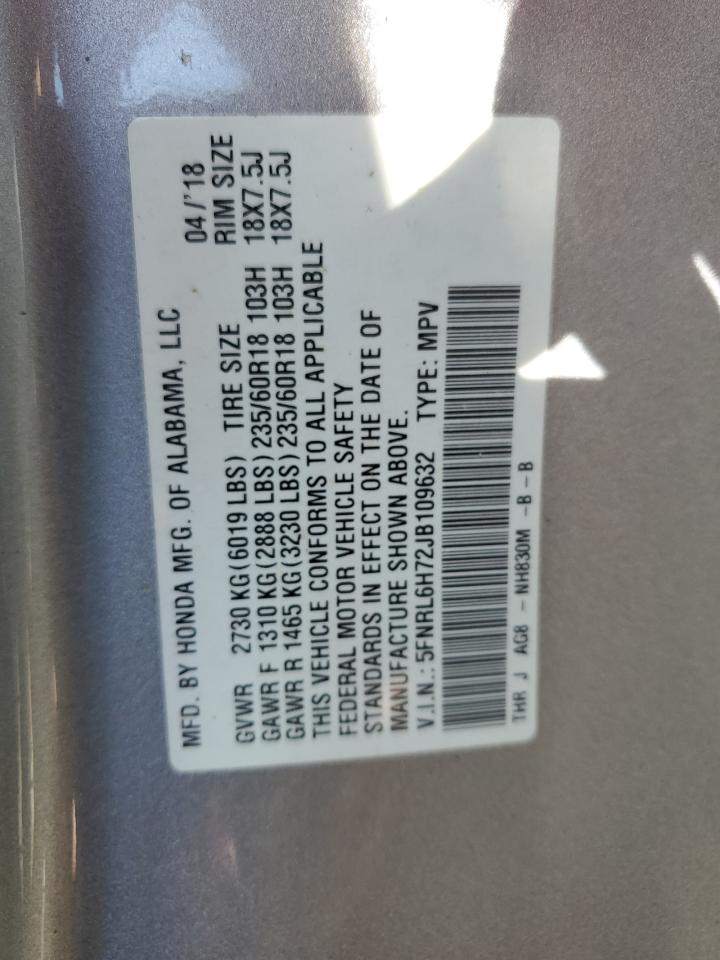 MFD. BY HONDA MFG. OF ALABAMA, LLC 04/'18
GVWR 2730 KG(6019 LBS) TIRE SIZE RIM SIZE
GAWR F 1310 KG(2888 LBS)235/60R18 103H 18X7.5J
GAWR R 1465 KG(3230 LBS)235/60R18 103H 18X7.5J
THIS VEHICLE CONFORMS TO ALL APPLICABLE
FEDERAL MOTOR VEHICLE SAFETY
STANDARDS IN EFFECT ON THE DATE OF
MANUFACTURE SHOWN ABOVE.
V.I.N.: 5FNRL6H72JB109632 TYPE: MPV
THR J AG8 - NH830M -B-B